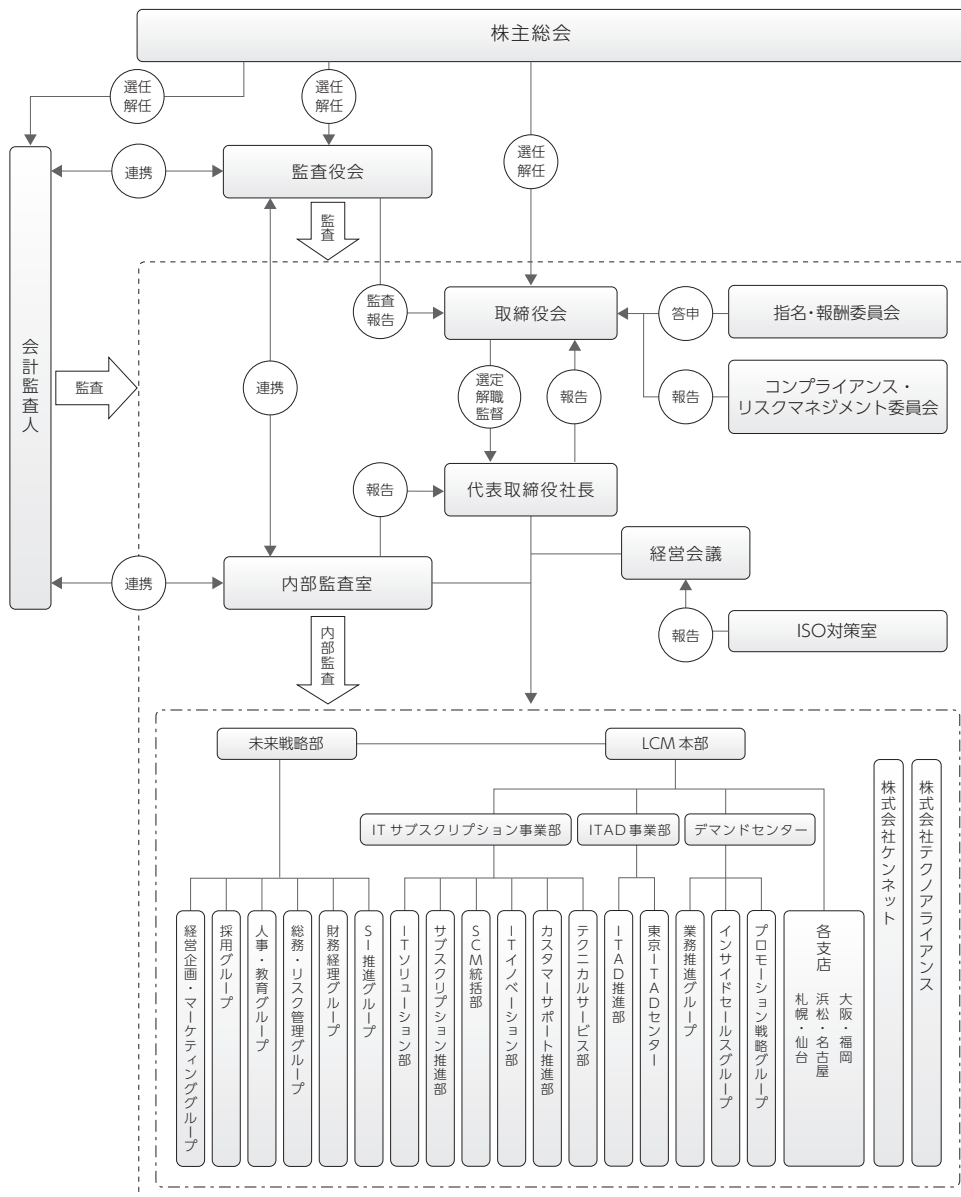 株主総会
選任
解任
選任
解任
選任
解任
連携
監査役会
監査
監査
報告
取締役会
答申
指名・報酬委員会
会計監査人
監査
連携
選定
解職
監督
報告
報告
コンプライアンス・
リスクマネジメント委員会
報告
代表取締役社長
連携
内部監査室
経営会議
報告
ISO対策室
内部監査
未来戦略部
LCM本部
ITサブスクリプション事業部
ITAD事業部
デマンドセンター
経営企画・マーケティンググループ
採用グループ
人事・教育グループ
総務・リスク管理グループ
財務経理グループ
SI推進グループ
ITソリューション部
サブスクリプション推進部
SCM統括部
ITイノベーション部
カスタマーサポート推進部
テクニカルサービス部
ITAD推進部
東京ITADセンター
業務推進グループ
インサイドセールスグループ
プロモーション戦略グループ
各支店
大阪・福岡
浜松・名古屋
札幌・仙台
株式会社ケンネット
株式会社テクノアライアンス